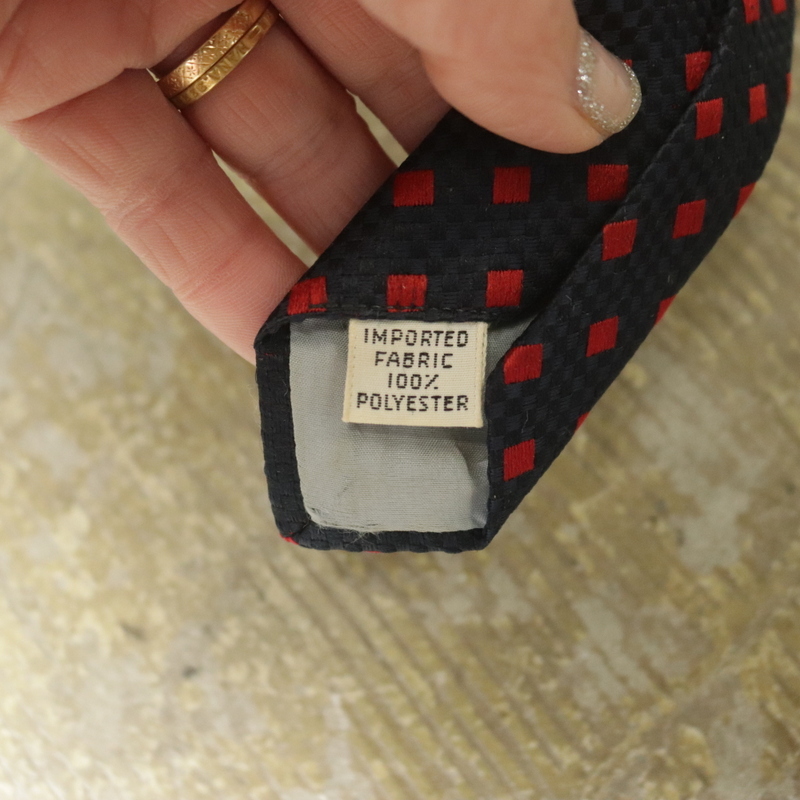 IMPORTED
FABRIC
100%
POLYESTER